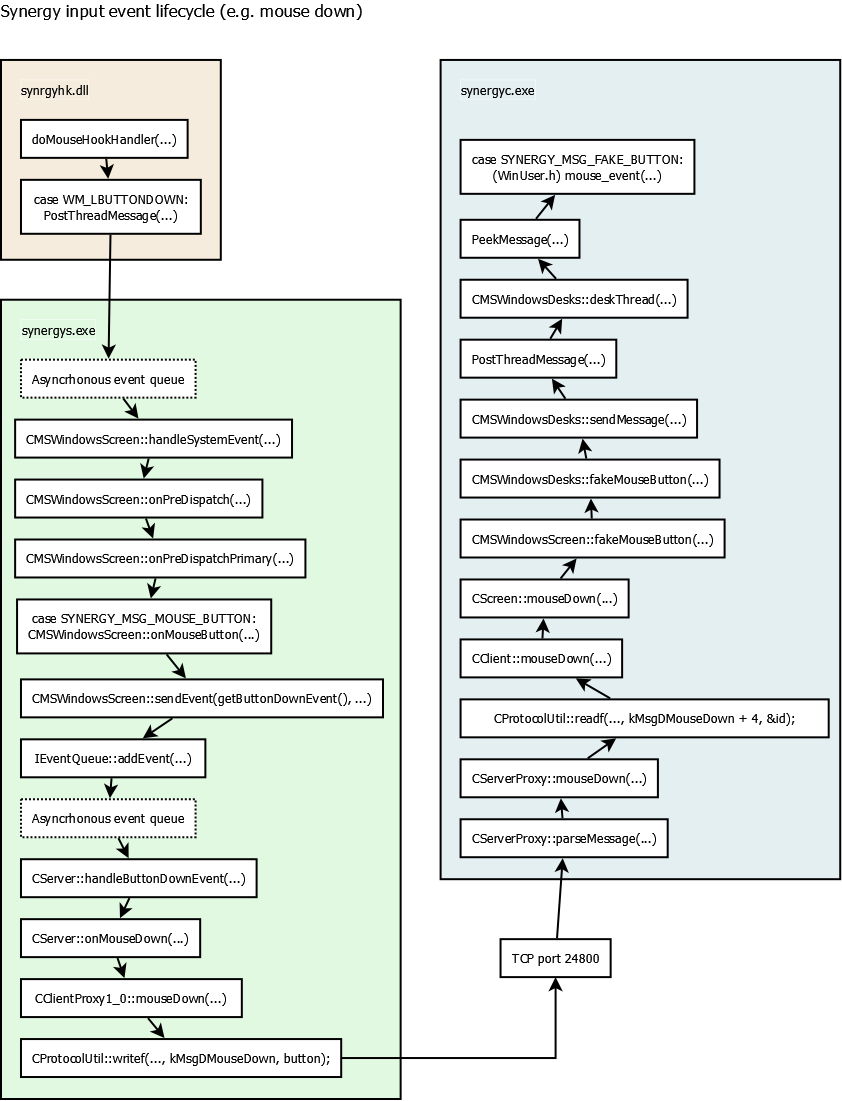 Synergy input event lifecycle (e.g. mouse down)
synrgyhk.dll
doMouseHookHandler(...)
case WM_LBUTTONDOWN:
PostThreadMessage(...)
synergys.exe
Asyncrhonous event queue
CMSWindowsScreen::handleSystemEvent(...)
CMSWindowsScreen::onPreDispatch(...)
CMSWindowsScreen::onPreDispatchPrimary(...)
case SYNERGY_MSG_MOUSE_BUTTON:
CMSWindowsScreen::onMouseButton(...)
CMSWindowsScreen::sendEvent(getButtonDownEvent(), ...)
IEventQueue::addEvent(...)
Asyncrhonous event queue
CServer::handleButtonDownEvent(...)
CServer::onMouseDown(...)
CClientProxy1_0::mouseDown(...)
CProtocolUtil::writef(..., kMsgDMouseDown, button);
TCP port 24800
synergyc.exe
case SYNERGY_MSG_FAKE_BUTTON:
(WinUser.h) mouse_event(...)
PeekMessage(...)
CMSWindowsDesks::deskThread(...)
PostThreadMessage(...)
CMSWindowsDesks::sendMessage(...)
CMSWindowsDesks::fakeMouseButton(...)
CMSWindowsScreen::fakeMouseButton(...)
CScreen::mouseDown(...)
CClient::mouseDown(...)
CProtocolUtil::readf(..., kMsgDMouseDown + 4, &id);
CServerProxy::mouseDown(...)
CServerProxy::parseMessage(...)